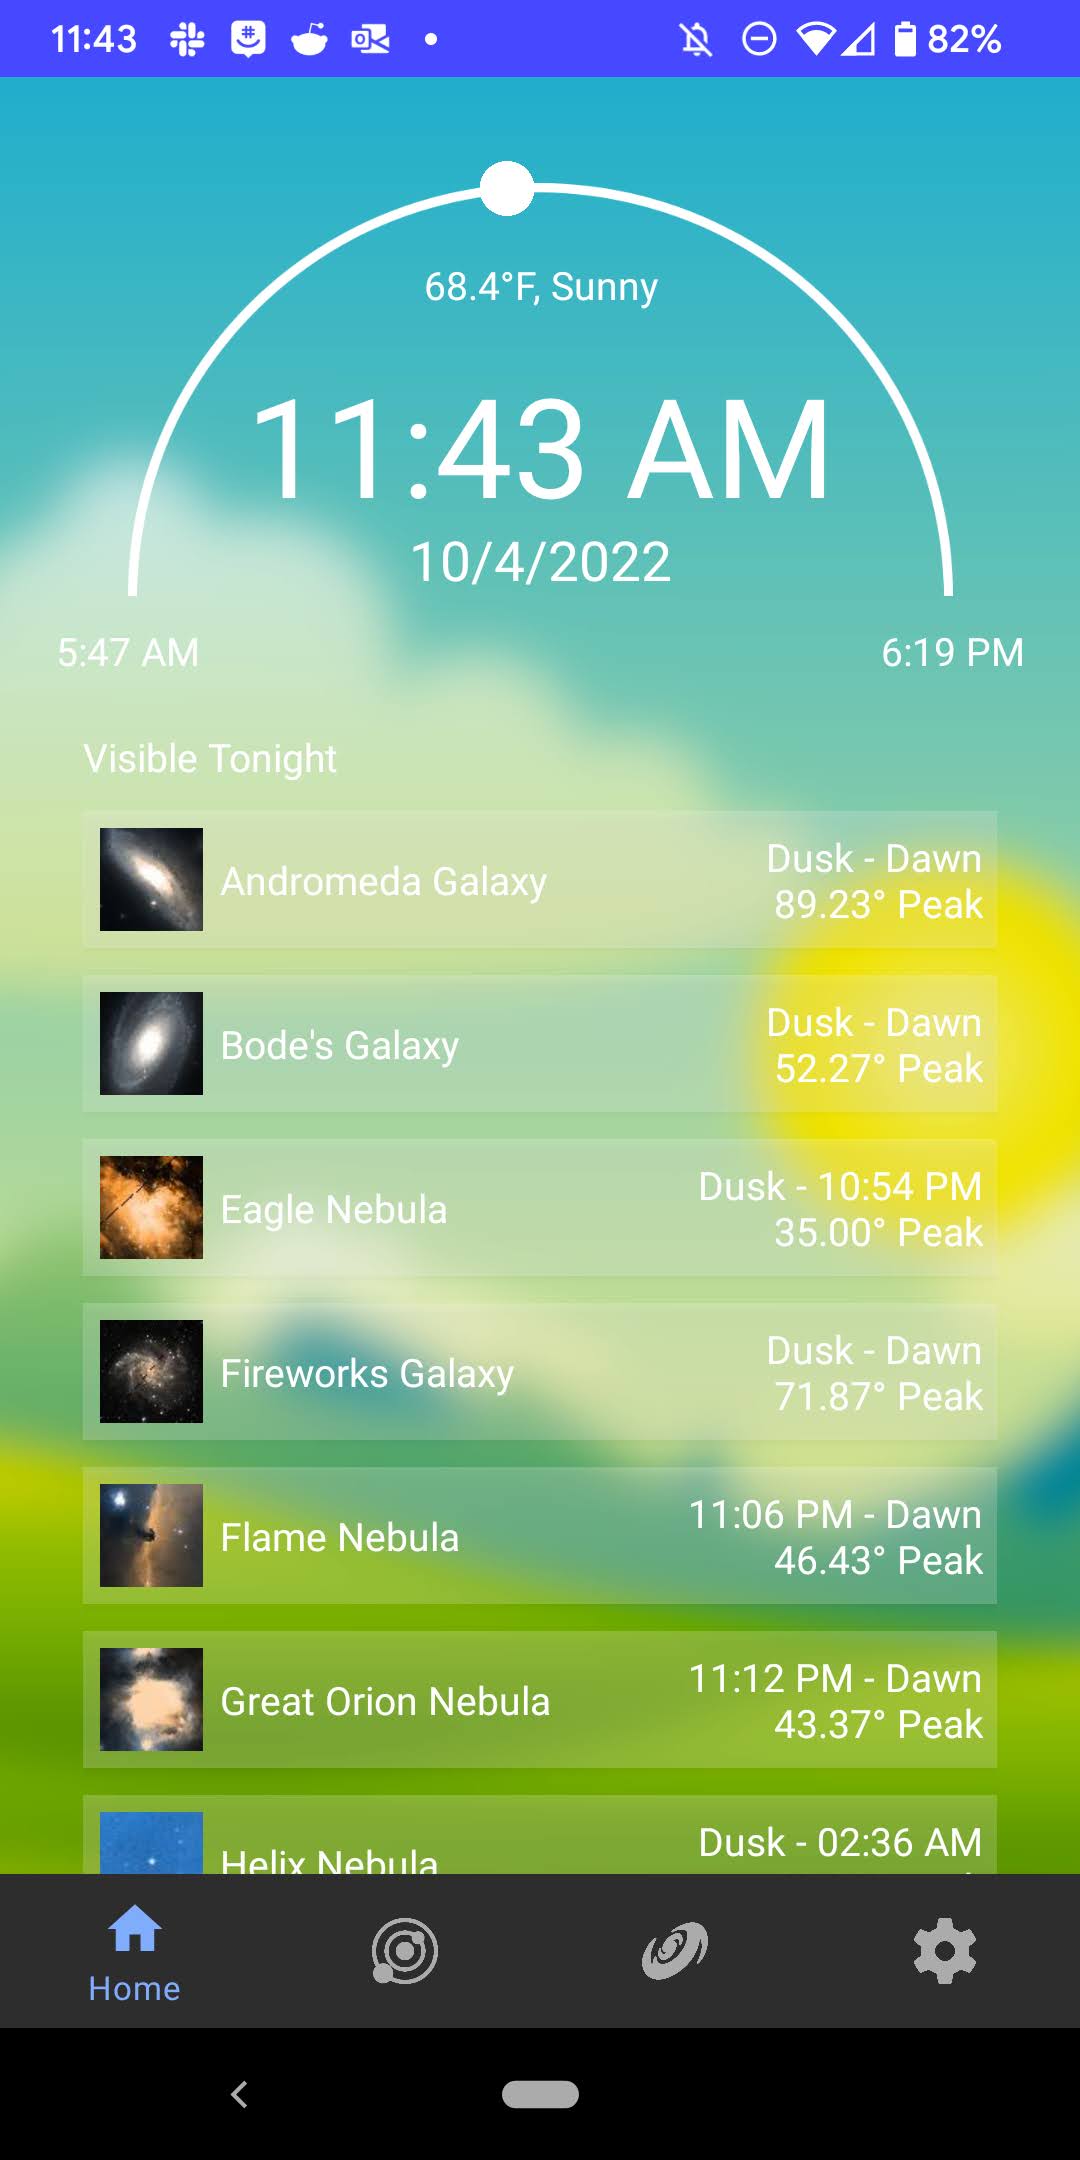 11:43
82%
68.4°F, Sunny
11:43 AM
10/4/2022
5:47 AM
6:19 PM
Visible Tonight
Andromeda Galaxy
Dusk - Dawn
89.23° Peak
Bode's Galaxy
Dusk - Dawn
52.27° Peak
Eagle Nebula
Dusk - 10:54 PM
35.00° Peak
Fireworks Galaxy
Dusk - Dawn
71.87° Peak
Flame Nebula
11:06 PM - Dawn
46.43° Peak
Great Orion Nebula
11:12 PM - Dawn
43.37° Peak
Helix Nebula
Dusk - 02:36 AM
Home